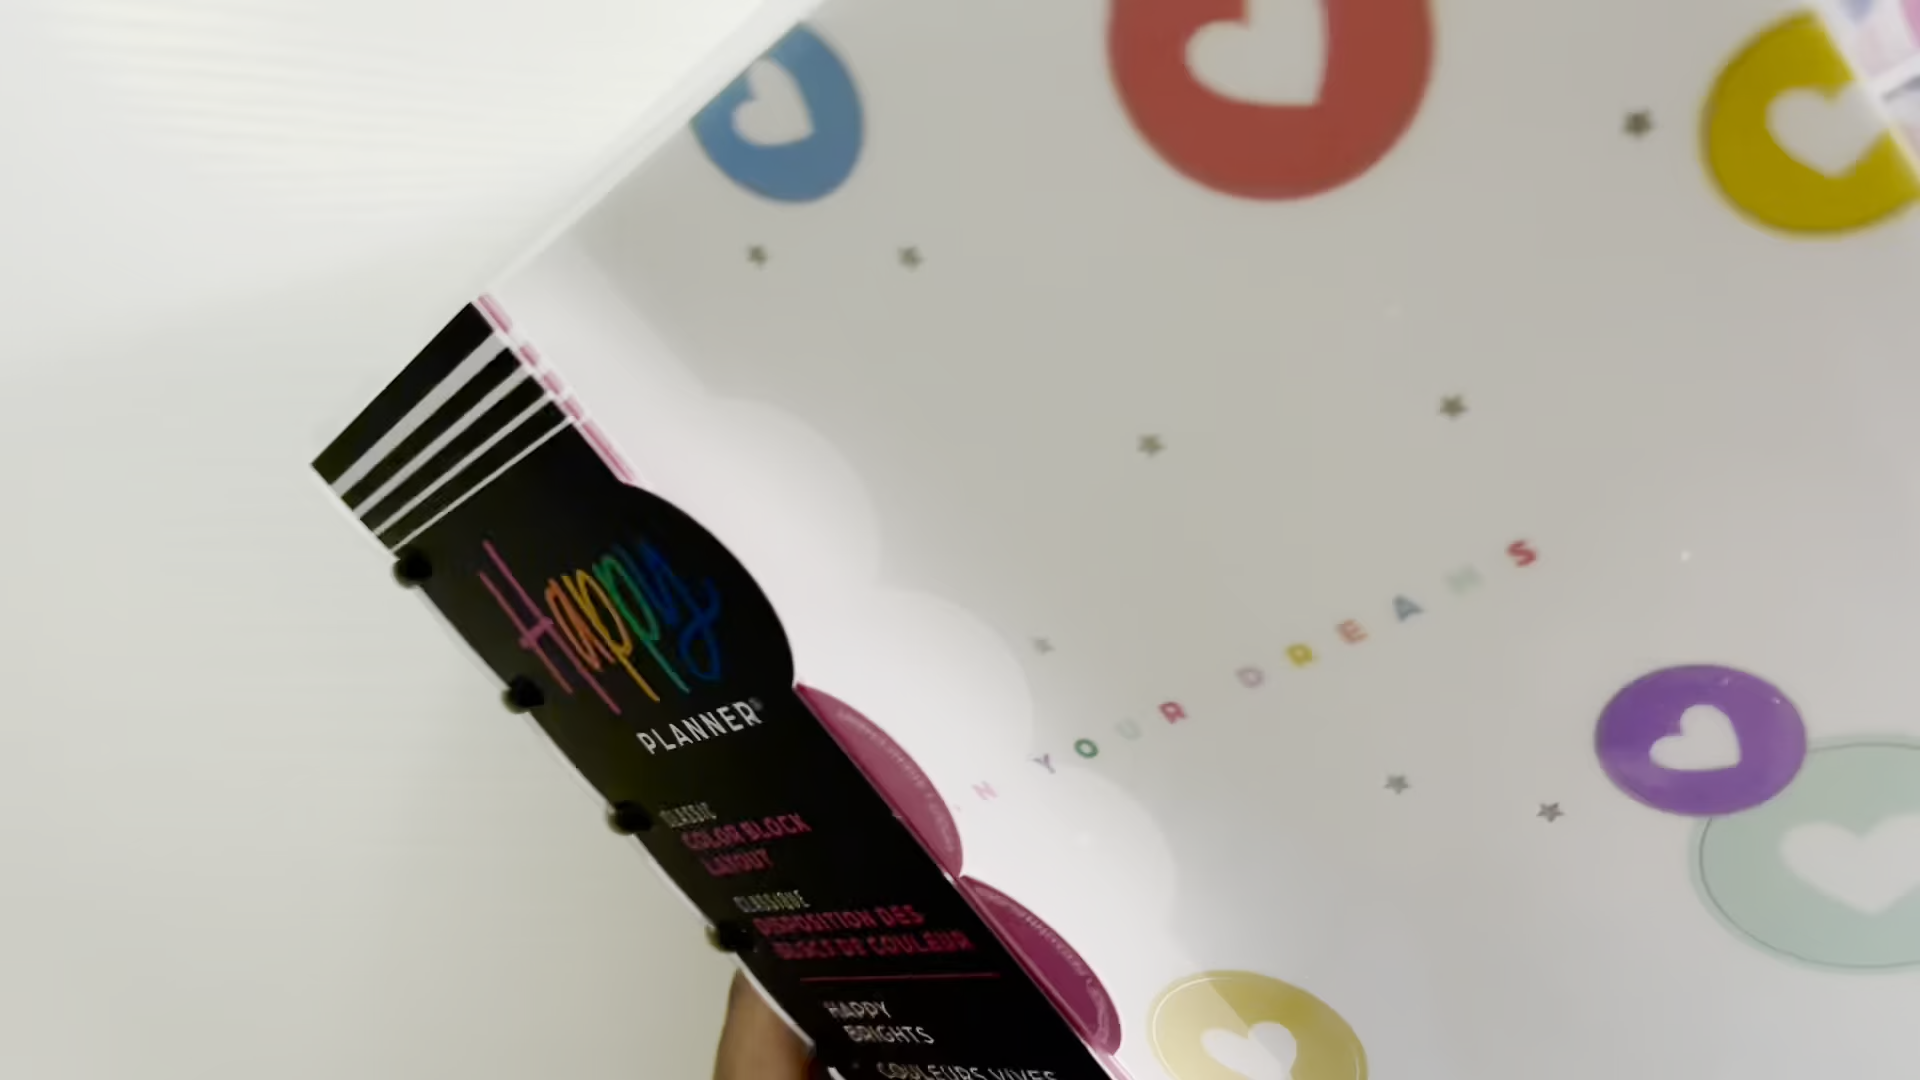 Happy
PLANNER®
CLASSIC
COLOR BLOCK
LAYOUT
CLASSIQUE
DISPOSITION DES
BLOCS DE COULEUR
HAPPY
BRIGHTS
COULEURS VIVES
N YOUR DREAMS